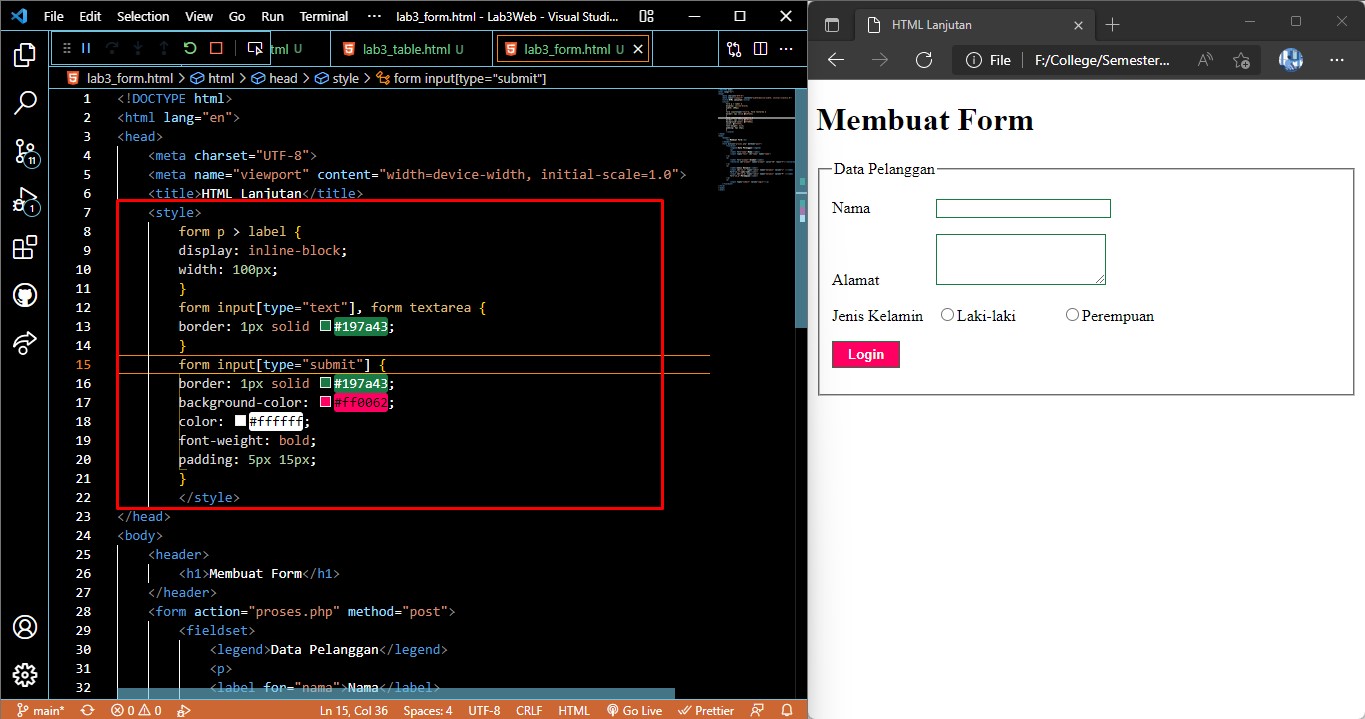 File Edit Selection View Go Run Terminal ··· lab3_form.html - Lab3Web - Visual Studi...
tml U lab3_table.html U lab3_form.html U
lab3_form.html > html > head > style > form input[type="submit"]
1 <!DOCTYPE html>
2 <html lang="en">
3 <head>
4 <meta charset="UTF-8">
5 <meta name="viewport" content="width=device-width, initial-scale=1.0">
6 <title>HTML Lanjutan</title>
7 <style>
8 form p > label {
9 display: inline-block;
10 width: 100px;
11 }
12 form input[type="text"], form textarea {
13 border: 1px solid #197a43;
14 }
15 form input[type="submit"] {
16 border: 1px solid #197a43;
17 background-color: #ff0062;
18 color: #ffffff;
19 font-weight: bold;
20 padding: 5px 15px;
21 }
22 </style>
23 </head>
24 <body>
25 <header>
26 <h1>Membuat Form</h1>
27 </header>
28 <form action="proses.php" method="post">
29 <fieldset>
30 <legend>Data Pelanggan</legend>
31 <p>
32 <label for="nama">Nama</label>
11
1
main* 0 0 Ln 15, Col 36 Spaces: 4 UTF-8 CRLF HTML Go Live Prettier
HTML Lanjutan
File F:/College/Semester...
Membuat Form
Data Pelanggan
Nama
Alamat
Jenis Kelamin Laki-laki Perempuan
Login